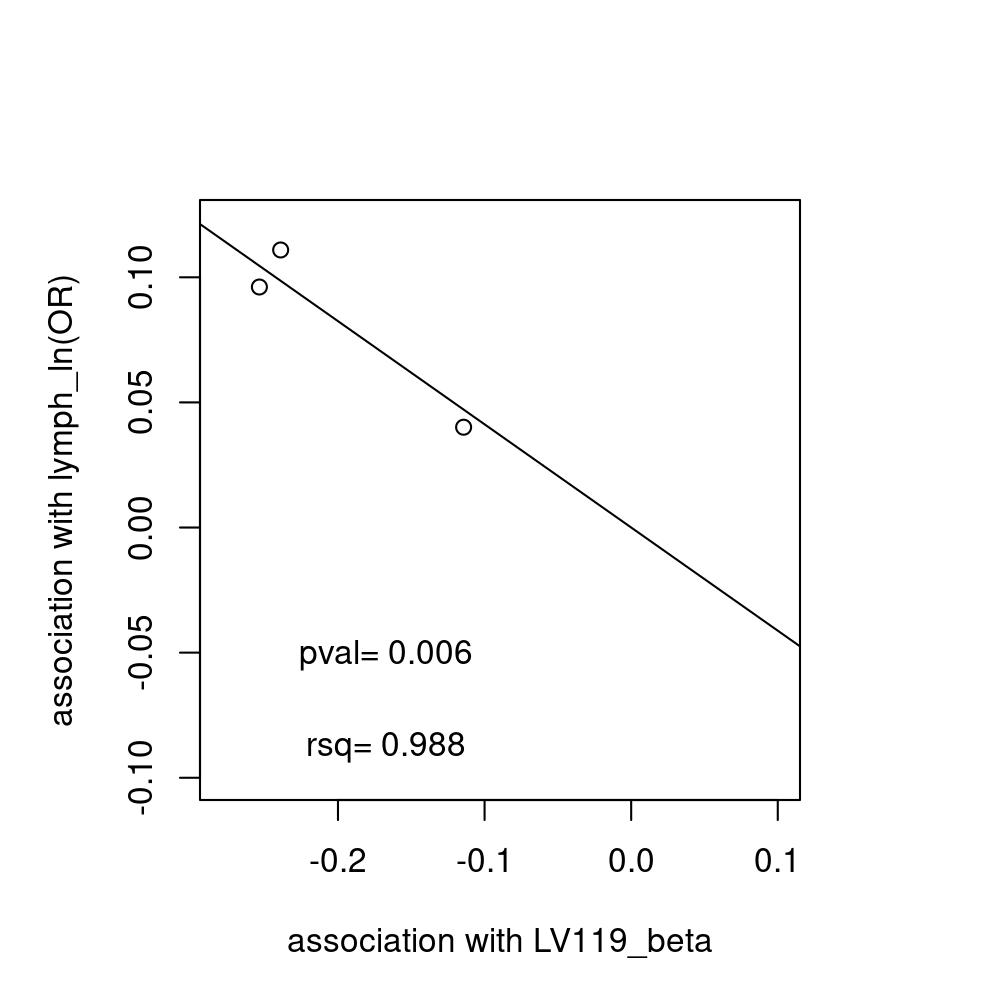 association with lymph_ln(OR)
0.10
0.05
0.00
-0.05
-0.10
pval= 0.006
rsq= 0.988
-0.2 -0.1 0.0 0.1
association with LV119_beta